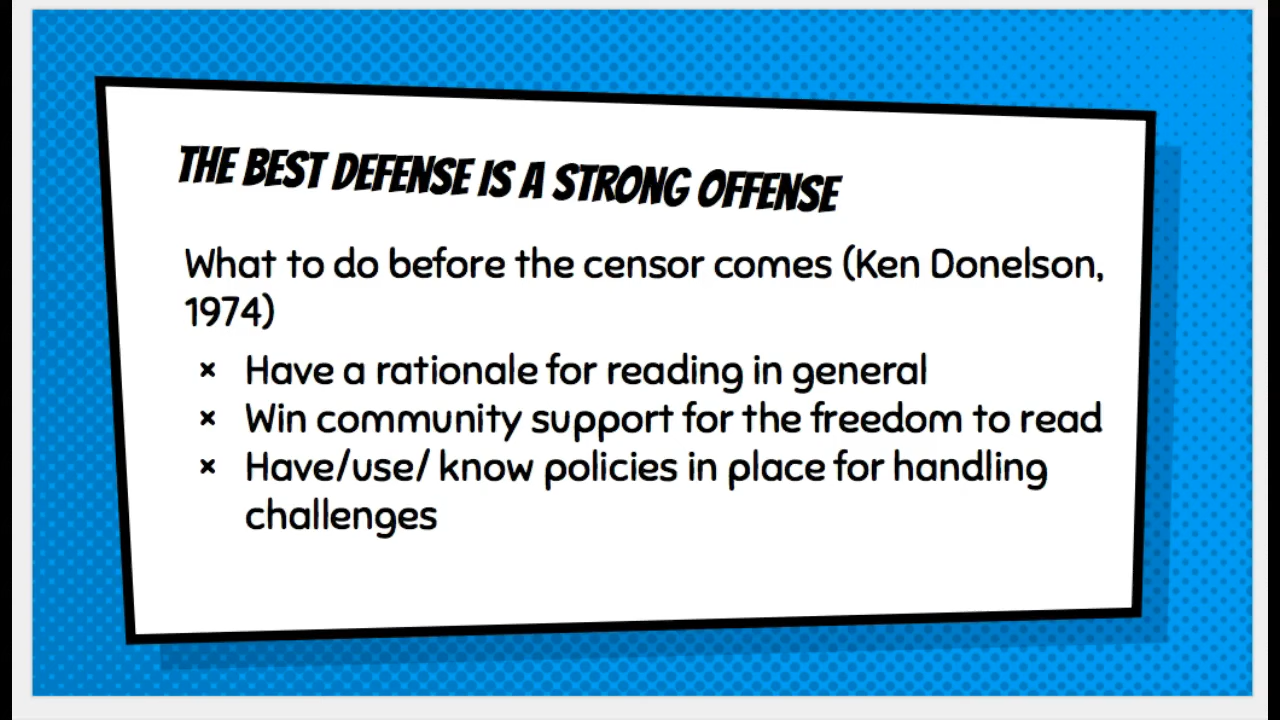 THE BEST DEFENSE IS A STRONG OFFENSE
What to do before the censor comes (Ken Donelson,
1974)
× Have a rationale for reading in general
× Win community support for the freedom to read
× Have/use/ know policies in place for handling
challenges